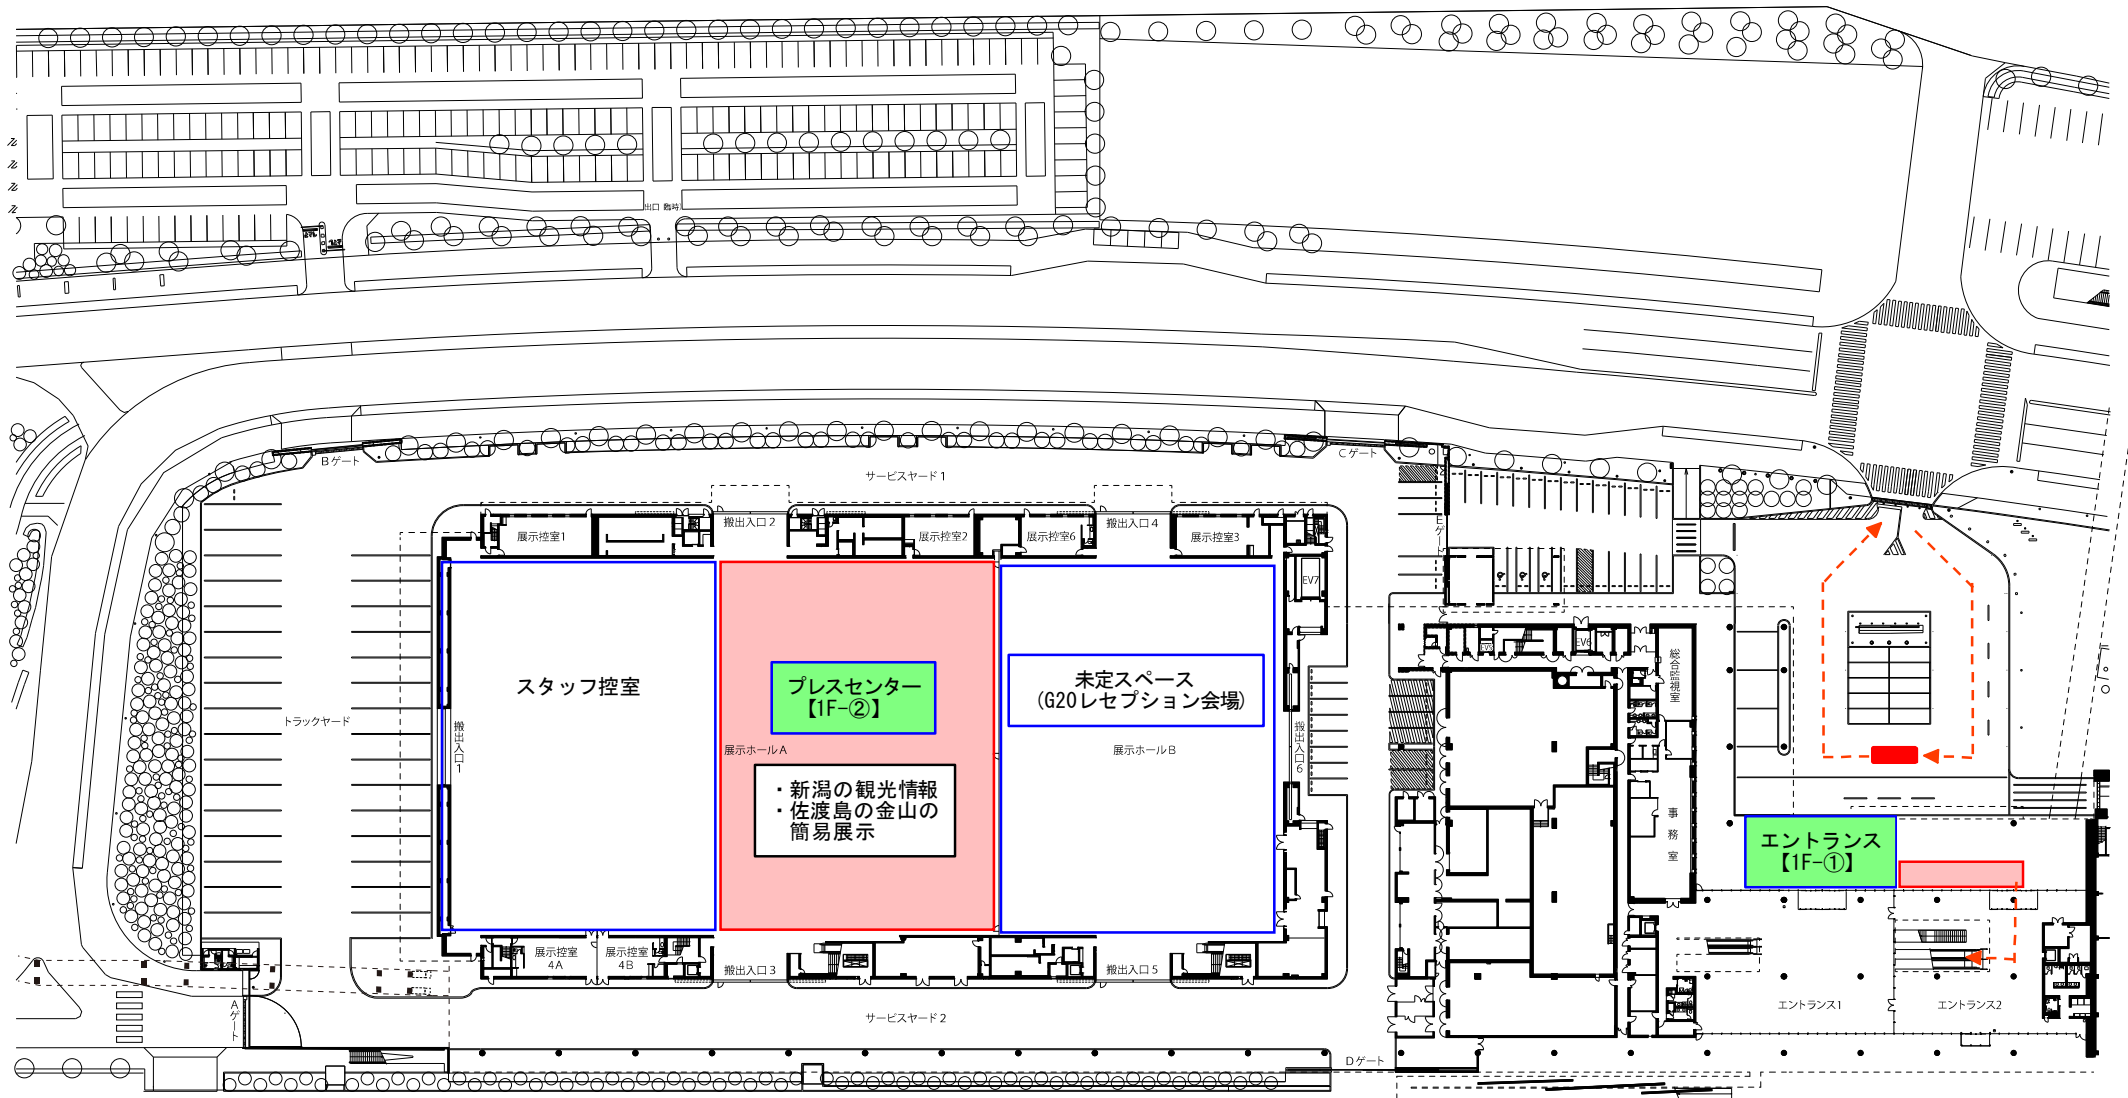 出口 臨時
Bゲート
サービスヤード1
Cゲート
Eゲート
搬出入口2
搬出入口4
展示控室1
展示控室2
展示控室6
展示控室3
EV7
EV6
総合監視室
スタッフ控室
プレスセンター
【1F-②】
未定スペース
(G20レセプション会場)
トラックヤード
搬出入口1
展示ホールA
展示ホールB
搬出入口6
・新潟の観光情報
・佐渡島の金山の
簡易展示
事務室
エントランス
【1F-①】
展示控室
4A
展示控室
4B
搬出入口3
搬出入口5
エントランス1
エントランス2
Aゲート
サービスヤード2
Dゲート